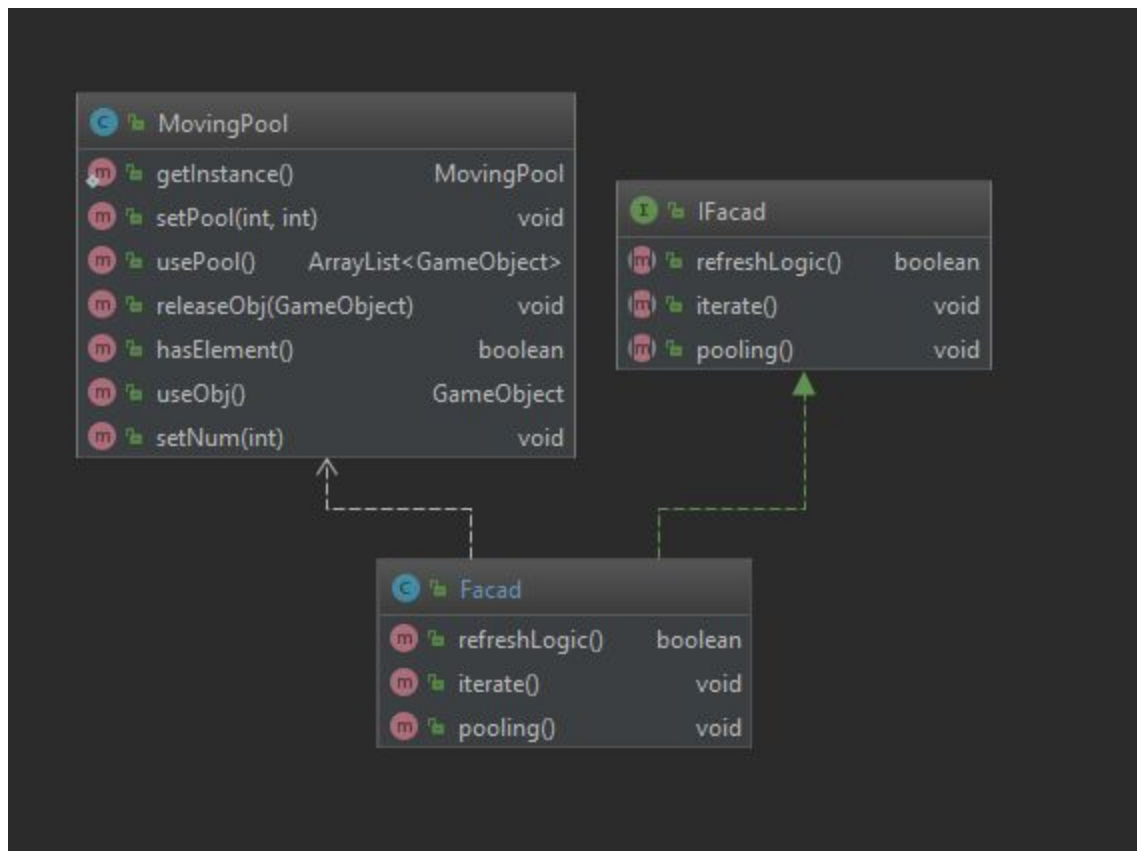 MovingPool
getInstance() MovingPool
setPool(int, int) void
usePool() ArrayList<GameObject>
releaseObj(GameObject) void
hasElement() boolean
useObj() GameObject
setNum(int) void
IFacad
refreshLogic() boolean
iterate() void
pooling() void
Facad
refreshLogic() boolean
iterate() void
pooling() void